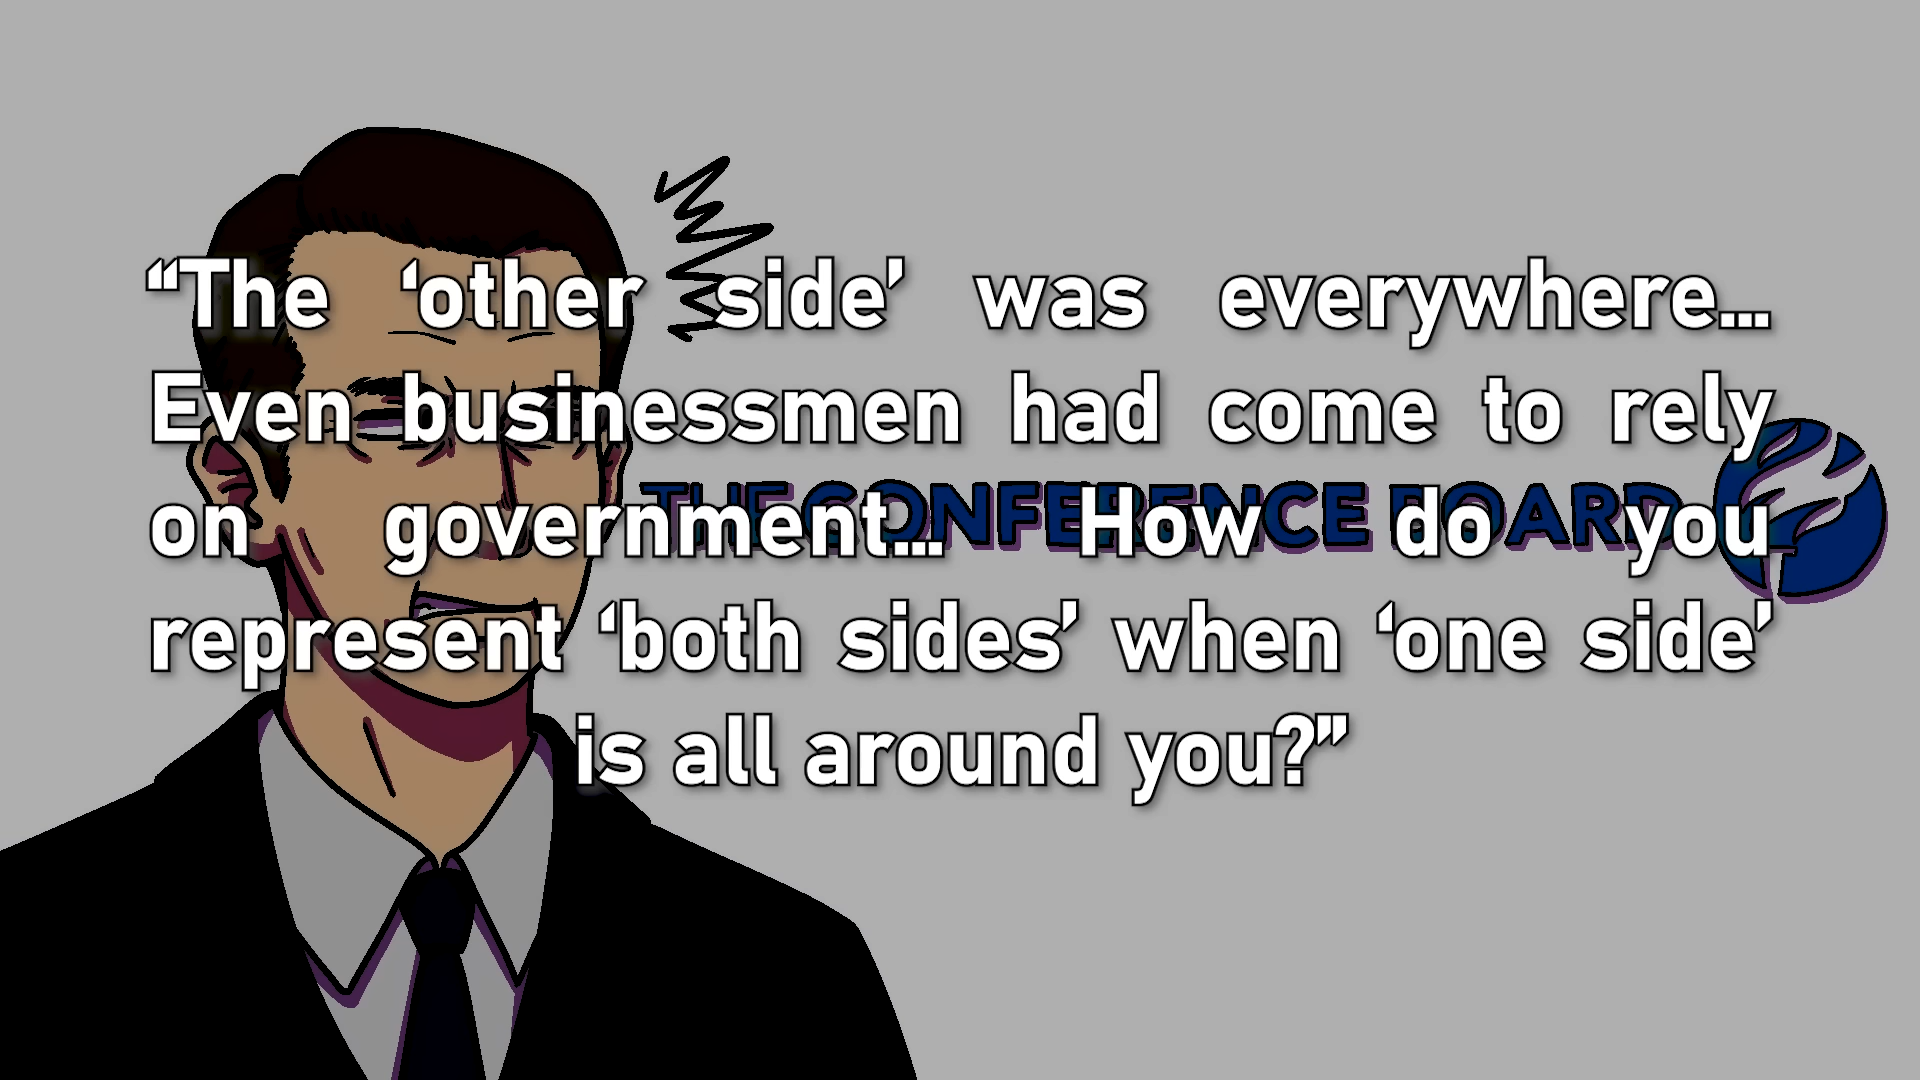 “The ‘other side’ was everywhere...
Even businessmen had come to rely
on government... How do you
represent ‘both sides’ when ‘one side’
is all around you?”
THE CONFERENCE BOARD